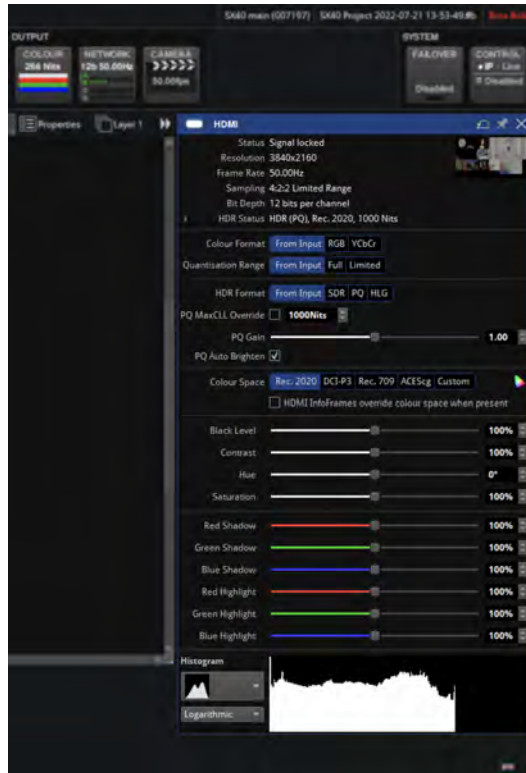 SX40 main (007197) SX40 Project 2022-07-21 13-53-49
OUTPUT
SYSTEM
COLOUR
NETWORK
CAMERA
FAILOVER
CONTROL
266 Nits
12b 50.00Hz
50.00fps
Disabled
Disabled
Properties
Layer 1
HDMI
Status Signal locked
Resolution 3840x2160
Frame Rate 50.00Hz
Sampling 4:2:2 Limited Range
Bit Depth 12 bits per channel
HDR Status HDR (PQ), Rec. 2020, 1000 Nits
Colour Format From Input RGB YCbCr
Quantisation Range From Input Full Limited
HDR Format From Input SDR PQ HLG
PQ MaxCLL Override 1000Nits
PQ Gain 1.00
PQ Auto Brighten
Colour Space Rec. 2020 DCI-P3 Rec. 709 ACEScg Custom
HDMI InfoFrames override colour space when present
Black Level 100%
Contrast 100%
Hue 0°
Saturation 100%
Red Shadow 100%
Green Shadow 100%
Blue Shadow 100%
Red Highlight 100%
Green Highlight 100%
Blue Highlight 100%
Histogram
Logarithmic